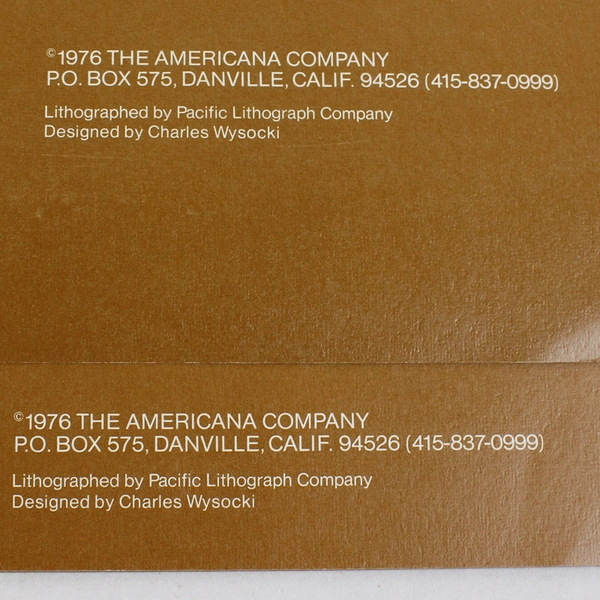 ©1976 THE AMERICANA COMPANY
P.O. BOX 575, DANVILLE, CALIF. 94526 (415-837-0999)
Lithographed by Pacific Lithograph Company
Designed by Charles Wysocki
©1976 THE AMERICANA COMPANY
P.O. BOX 575, DANVILLE, CALIF. 94526 (415-837-0999)
Lithographed by Pacific Lithograph Company
Designed by Charles Wysocki